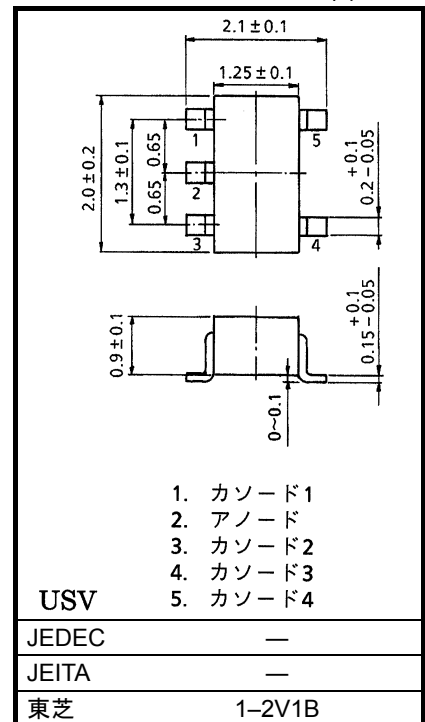 2.1±0.1
1.25±0.1
1
5
2.0±0.2
1.3±0.1
0.65
0.65
2
3
4
+0.1
0.2−0.05
0.9±0.1
+0.1
0.15−0.05
0~0.1
1. カソード1
2. アノード
3. カソード2
4. カソード3
USV 5. カソード4
JEDEC —
JEITA —
東芝 1–2V1B